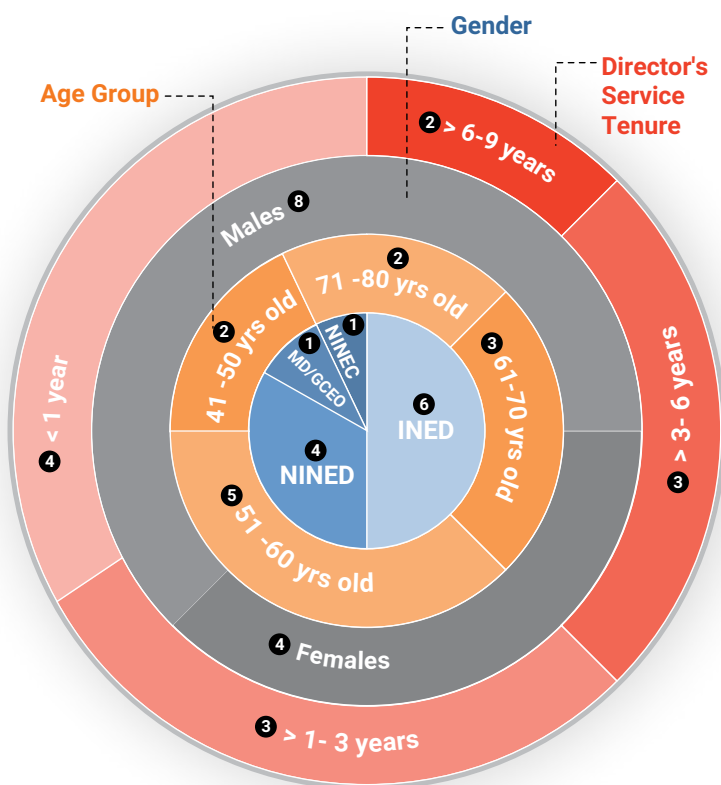 Gender
Director's
Service
Tenure
Age Group
2 > 6-9 years
Males 8
2
71 -80 yrs old
2
41 -50 yrs old
1
MD/GCEO
1
NINEC
3
61-70 yrs old
6
INED
4
NINED
5
51 -60 yrs old
4 < 1 year
> 3- 6 years
3
4 Females
3 > 1- 3 years